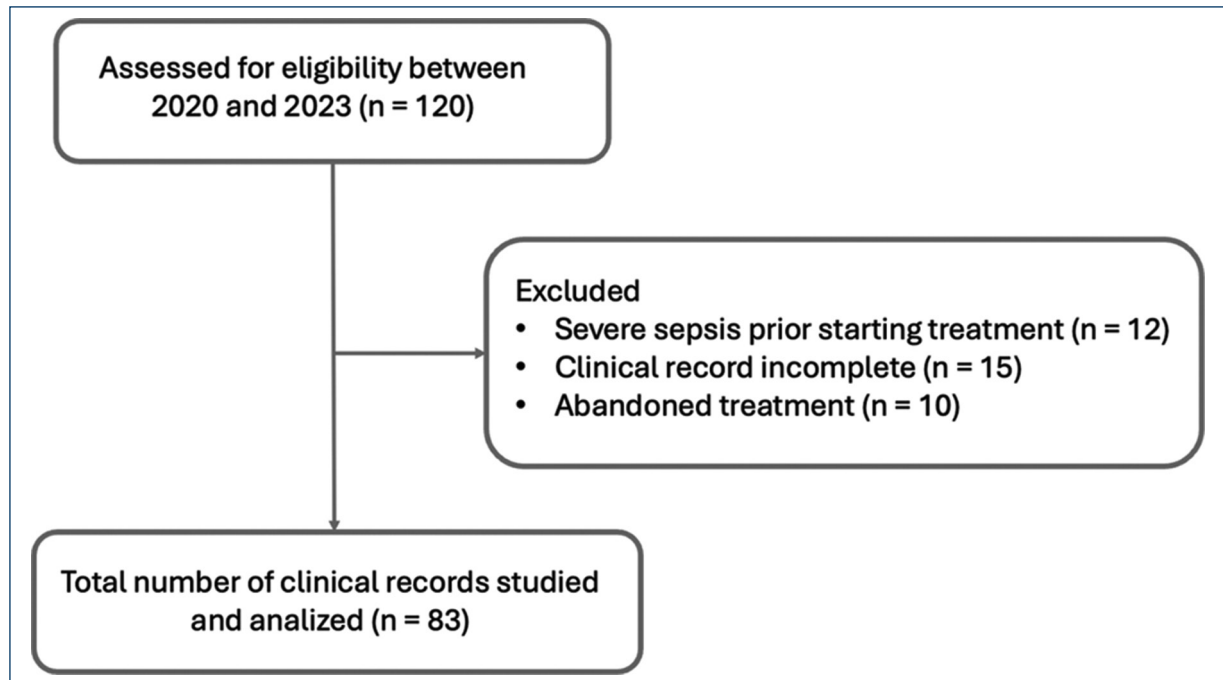 Assessed for eligibility between
2020 and 2023 (n = 120)
Excluded
• Severe sepsis prior starting treatment (n = 12)
• Clinical record incomplete (n = 15)
• Abandoned treatment (n = 10)
Total number of clinical records studied
and analized (n = 83)